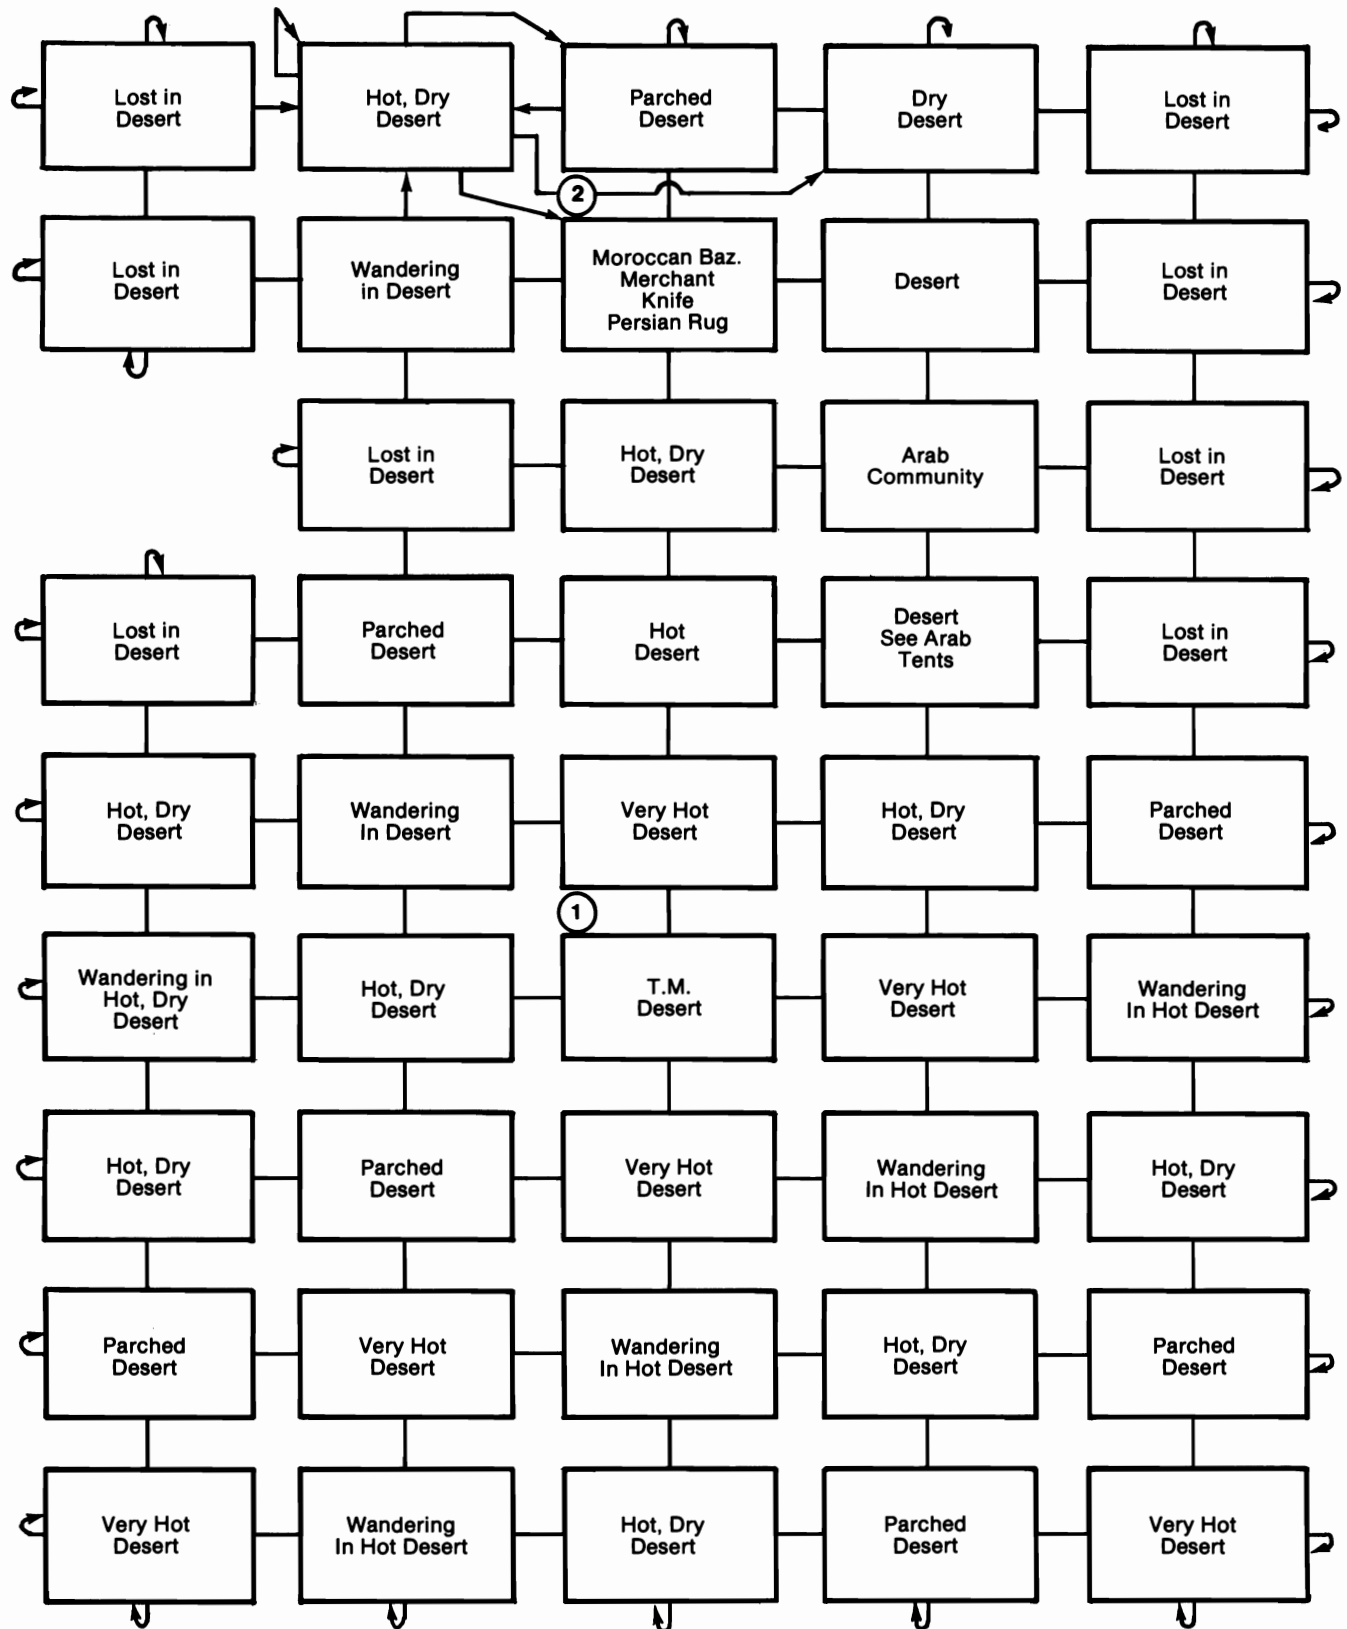 Lost in
Desert
Hot, Dry
Desert
Parched
Desert
Dry
Desert
Lost in
Desert
2
Lost in
Desert
Wandering
in Desert
Moroccan Baz.
Merchant
Knife
Persian Rug
Desert
Lost in
Desert
Lost in
Desert
Hot, Dry
Desert
Arab
Community
Lost in
Desert
Lost in
Desert
Parched
Desert
Hot
Desert
Desert
See Arab
Tents
Lost in
Desert
Hot, Dry
Desert
Wandering
In Desert
Very Hot
Desert
Hot, Dry
Desert
Parched
Desert
1
Wandering in
Hot, Dry
Desert
Hot, Dry
Desert
T.M.
Desert
Very Hot
Desert
Wandering
In Hot Desert
Hot, Dry
Desert
Parched
Desert
Very Hot
Desert
Wandering
In Hot Desert
Hot, Dry
Desert
Parched
Desert
Very Hot
Desert
Wandering
In Hot Desert
Hot, Dry
Desert
Parched
Desert
Very Hot
Desert
Wandering
In Hot Desert
Hot, Dry
Desert
Parched
Desert
Very Hot
Desert